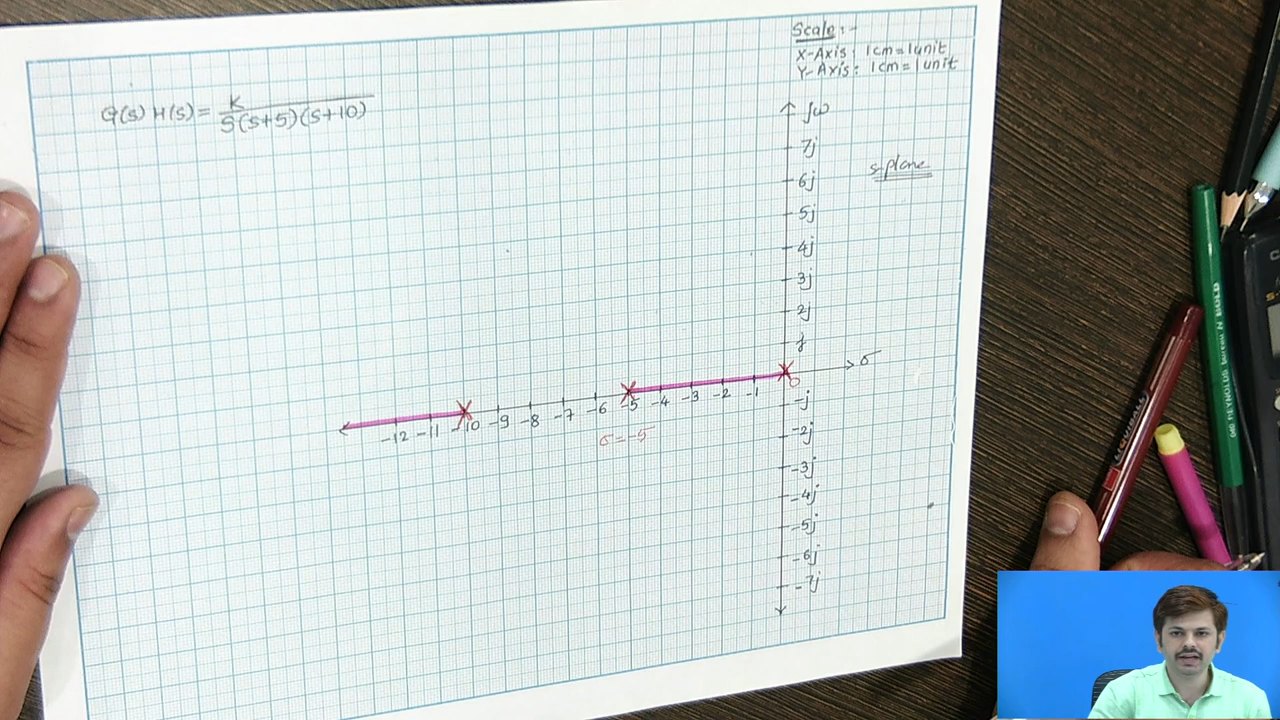 Scale:-
X-Axis: 1cm=1unit
Y-Axis: 1cm=1unit
G(s) H(s) = K
S(s+5)(s+10)
jω
s-plane
7j
6j
5j
4j
3j
2j
j
σ
0
-12 -11 -10 -9 -8 -7 -6 -5 -4 -3 -2 -1
σ=-5
-j
-2j
-3j
-4j
-5j
-6j
-7j
REYNOLDS